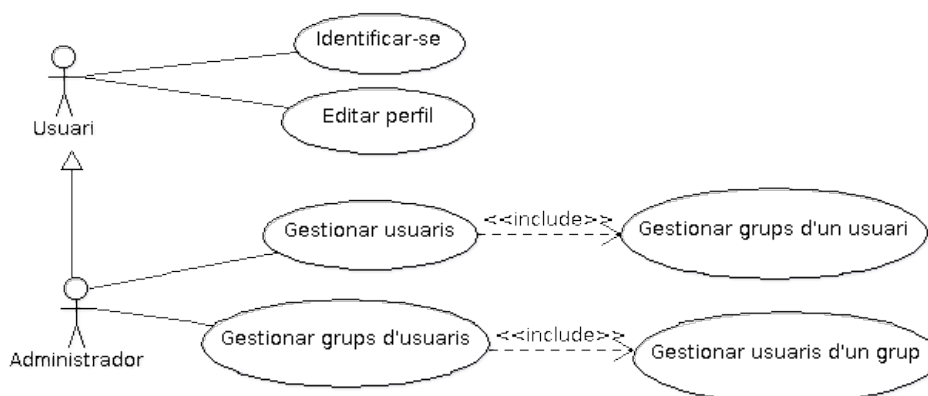 Identificar-se
Editar perfil
Usuari
Gestionar usuaris
<<include>>
Gestionar grups d'un usuari
Gestionar grups d'usuaris
<<include>>
Gestionar usuaris d'un grup
Administrador